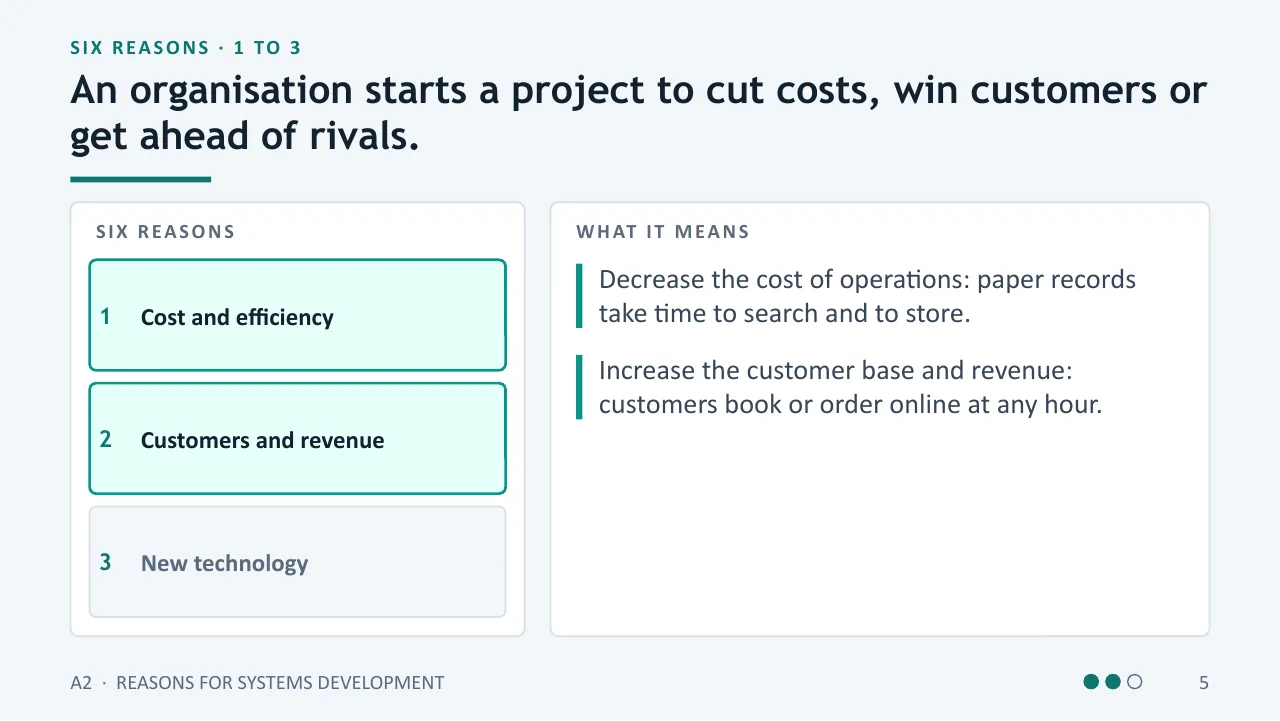 SIX REASONS · 1 TO 3
An organisation starts a project to cut costs, win customers or
get ahead of rivals.
SIX REASONS
1 Cost and efficiency
2 Customers and revenue
3 New technology
WHAT IT MEANS
Decrease the cost of operations: paper records
take time to search and to store.
Increase the customer base and revenue:
customers book or order online at any hour.
A2 · REASONS FOR SYSTEMS DEVELOPMENT
5